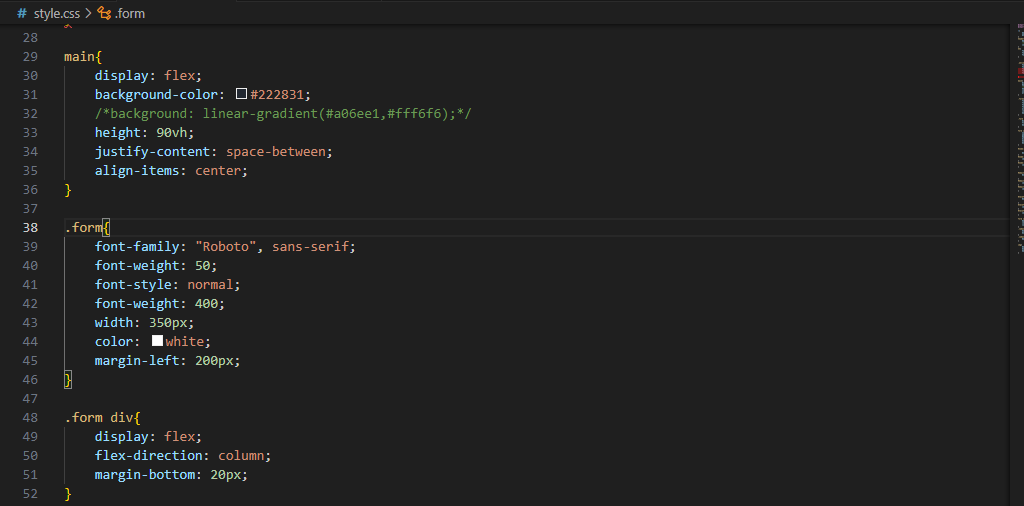 # style.css > .form
28
29 main{
30     display: flex;
31     background-color: #222831;
32     /*background: linear-gradient(#a06ee1,#fff6f6);*/
33     height: 90vh;
34     justify-content: space-between;
35     align-items: center;
36 }
37
38 .form{
39     font-family: "Roboto", sans-serif;
40     font-weight: 50;
41     font-style: normal;
42     font-weight: 400;
43     width: 350px;
44     color: white;
45     margin-left: 200px;
46 }
47
48 .form div{
49     display: flex;
50     flex-direction: column;
51     margin-bottom: 20px;
52 }